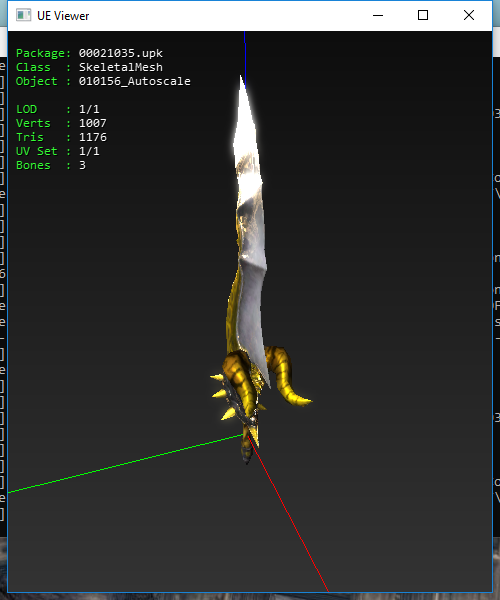 UE Viewer
Package: 00021035.upk
Class  : SkeletalMesh
Object : 010156_Autoscale
LOD    : 1/1
Verts  : 1007
Tris   : 1176
UV Set : 1/1
Bones  : 3